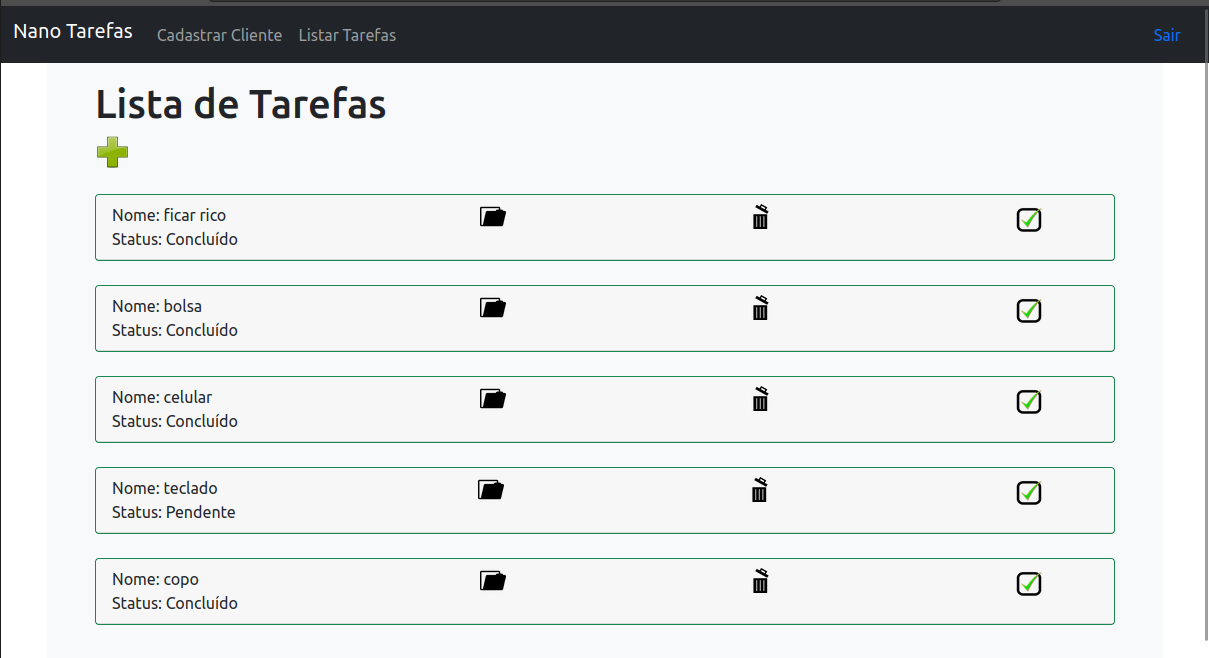 Nano Tarefas Cadastrar Cliente Listar Tarefas Sair
Lista de Tarefas
Nome: ficar rico
Status: Concluído
Nome: bolsa
Status: Concluído
Nome: celular
Status: Concluído
Nome: teclado
Status: Pendente
Nome: copo
Status: Concluído